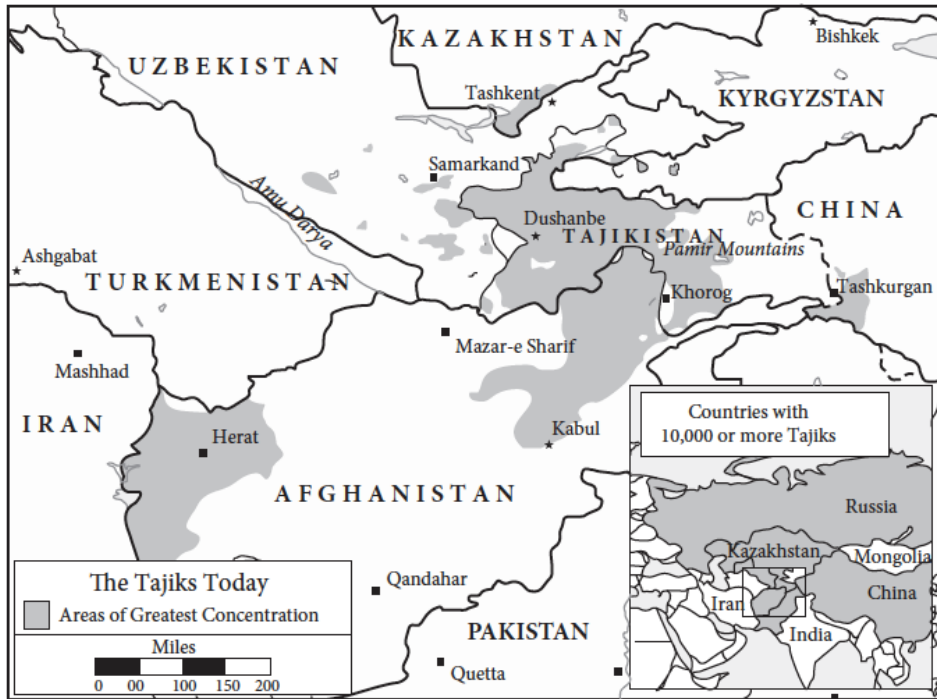 KAZAKHSTAN
Bishkek
UZBEKISTAN
Tashkent
KYRGYZSTAN
Samarkand
Amu Darya
CHINA
Dushanbe
TAJIKISTAN
Pamir Mountains
Ashgabat
TURKMENISTAN
Khorog
Tashkurgan
Mazar-e Sharif
Mashhad
IRAN
Herat
Kabul
AFGHANISTAN
Qandahar
PAKISTAN
Quetta
The Tajiks Today
Areas of Greatest Concentration
Miles
0 00 100 150 200
Countries with
10,000 or more Tajiks
Russia
Kazakhstan
Mongolia
China
Iran
India